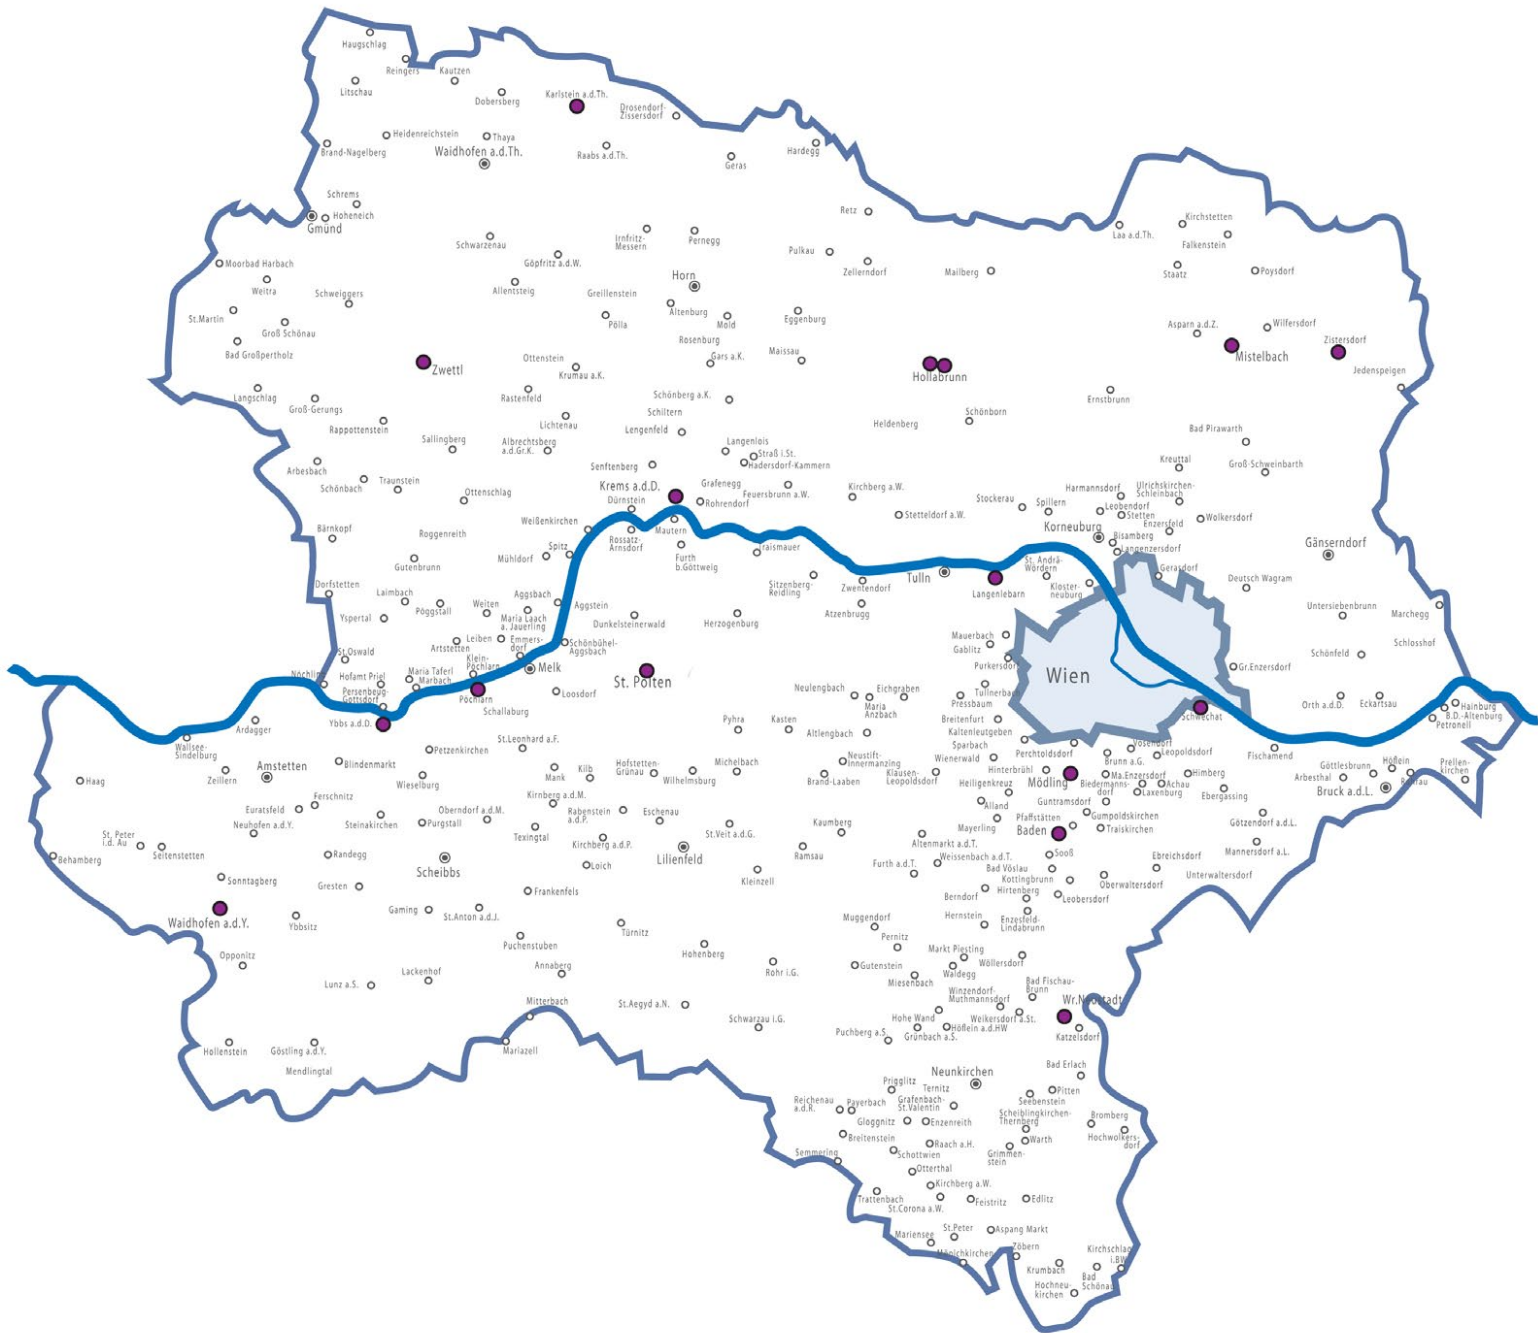 Haugschlag
Reingers
Kautzen
Litschau
Dobersberg
Karlstein a.d.Th.
Drosendorf-
Zissersdorf
Heidenreichstein
Thaya
Brand-Nagelberg
Waidhofen a.d.Th.
Raabs a.d.Th.
Geras
Hardegg
Schrems
Hoheneich
Gmünd
Retz
Kirchstetten
Laa a.d.Th.
Falkenstein
Schwarzenau
Irnfritz-
Messern
Pernegg
Pulkau
Göpfritz a.d.W.
Moorbad Harbach
Zellerndorf
Mailberg
Staatz
Poysdorf
Horn
Weitra
Allentsteig
Schweiggers
Greillenstein
Altenburg
St.Martin
Pölla
Mold
Eggenburg
Groß Schönau
Asparn a.d.Z.
Wilfersdorf
Rosenburg
Zistersdorf
Bad Großpertholz
Maissau
Mistelbach
Ottenstein
Gars a.K.
Zwettl
Krumau a.K.
Hollabrunn
Jedenspeigen
Langschlag
Rastenfeld
Schönberg a.K.
Ernstbrunn
Groß-Gerungs
Schiltern
Schönborn
Lichtenau
Heldenberg
Rappottenstein
Lengenfeld
Bad Pirawarth
Sallingberg
Albrechtsberg
a.d.Gr.K.
Langenlois
Straß i.St.
Kreuttal
Arbesbach
Senftenberg
Hadersdorf-Kammern
Groß-Schweinbarth
Schönbach
Traunstein
Krems a.d.D.
Grafenegg
Feuersbrunn a.W.
Kirchberg a.W.
Harmannsdorf
Ulrichskirchen-
Schleinbach
Ottenschlag
Dürnstein
Rohrendorf
Stockerau
Spillern
Leobendorf
Stetteldorf a.W.
Stetten
Wolkersdorf
Weißenkirchen
Korneuburg
Enzersfeld
Bärnkopf
Roggenreith
Mautern
Rossatz-
Arnsdorf
Bisamberg
Gänserndorf
Spitz
Traismauer
Langenzersdorf
Mühldorf
Furth
b.Göttweig
St. Andrä-
Wördern
Gutenbrunn
Gerasdorf
Tulln
Dorfstetten
Sitzenberg-
Reidling
Zwentendorf
Langenlebarn
Kloster-
neuburg
Deutsch Wagram
Laimbach
Aggsbach
Pöggstall
Weiten
Aggstein
Atzenbrugg
Untersiebenbrunn
Marchegg
Yspertal
Maria Laach
a. Jauerling
Dunkelsteinerwald
Herzogenburg
Leiben
Emmers-
dorf
Schönbühel-
Aggsbach
Mauerbach
Gablitz
Schlosshof
Artstetten
St.Oswald
Klein-
Pöchlarn
Melk
Purkersdorf
Schönfeld
Nöchling
Hofamt Priel
Maria Taferl
Marbach
St. Pölten
Wien
Gr.Enzersdorf
Persenbeug-
Gottsdorf
Pöchlarn
Loosdorf
Neulengbach
Eichgraben
Tullnerbach
Pressbaum
Orth a.d.D.
Eckartsau
Hainburg
Schallaburg
Maria
Anzbach
B.D.-Altenburg
Petronell
Ybbs a.d.D.
Ardagger
Pyhra
Kasten
Breitenfurt
Schwechat
Altlengbach
Kaltenleutgeben
Wallsee-
Sindelburg
Petzenkirchen
St.Leonhard a.F.
Sparbach
Perchtoldsdorf
Vösendorf
Leopoldsdorf
Fischamend
Amstetten
Blindenmarkt
Hofstetten-
Grünau
Michelbach
Neustift-
Innermanzing
Wienerwald
Brunn a.G.
Göttlesbrunn
Höflein
Prellen-
kirchen
Haag
Zeillern
Mank
Kilb
Wilhelmsburg
Brand-Laaben
Klausen-
Leopoldsdorf
Hinterbrühl
Mödling
Ma.Enzersdorf
Himberg
Arbesthal
Rohrau
Wieselburg
Heiligenkreuz
Biedermanns-
dorf
Achau
Laxenburg
Ebergassing
Bruck a.d.L.
Ferschnitz
Kirnberg a.d.M.
Euratsfeld
Oberndorf a.d.M.
Rabenstein
a.d.P.
Eschenau
Alland
Guntramsdorf
Gumpoldskirchen
Neuhofen a.d.Y.
Steinakirchen
Purgstall
Texingtal
St.Veit a.d.G.
Kaumberg
Mayerling
Pfaffstätten
Baden
Traiskirchen
Götzendorf a.d.L.
St. Peter
i.d. Au
Seitenstetten
Kirchberg a.d.P.
Altenmarkt a.d.T.
Behamberg
Randegg
Scheibbs
Lilienfeld
Ramsau
Weissenbach a.d.T.
Sooß
Ebreichsdorf
Mannersdorf a.L.
Loich
Furth a.d.T.
Bad Vöslau
Kottingbrunn
Sonntagberg
Gresten
Kleinzell
Oberwaltersdorf
Unterwaltersdorf
Frankenfels
Berndorf
Hirtenberg
Leobersdorf
Waidhofen a.d.Y.
Ybbsitz
Gaming
St.Anton a.d.J.
Türnitz
Muggendorf
Hernstein
Enzesfeld-
Lindabrunn
Puchenstuben
Pernitz
Hohenberg
Opponitz
Markt Piesting
Wöllersdorf
Lackenhof
Annaberg
Rohr i.G.
Gutenstein
Waldegg
Lunz a.S.
Miesenbach
Bad Fischau-
Brunn
Winzendorf-
Muthmannsdorf
Wr.Neustadt
Mitterbach
St.Aegyd a.N.
Schwarzau i.G.
Hohe Wand
Weikersdorf a.St.
Puchberg a.S.
Höflein a.d.HW
Grünbach a.S.
Katzelsdorf
Hollenstein
Göstling a.d.Y.
Mariazell
Mendlingtal
Neunkirchen
Bad Erlach
Prigglitz
Ternitz
Pitten
Reichenau
a.d.R.
Payerbach
Grafenbach-
St.Valentin
Seebenstein
Gloggnitz
Enzenreith
Scheiblingkirchen-
Thernberg
Bromberg
Breitenstein
Raach a.H.
Warth
Hochwolkers-
dorf
Semmering
Schottwien
Grimmen-
stein
Otterthal
Kirchberg a.W.
Trattenbach
Feistritz
Edlitz
St.Corona a.W.
Mariensee
St.Peter
Aspang Markt
Mönichkirchen
Zöbern
Kirchschlag
i.BW
Krumbach
Bad
Schönau
Hochneu-
kirchen